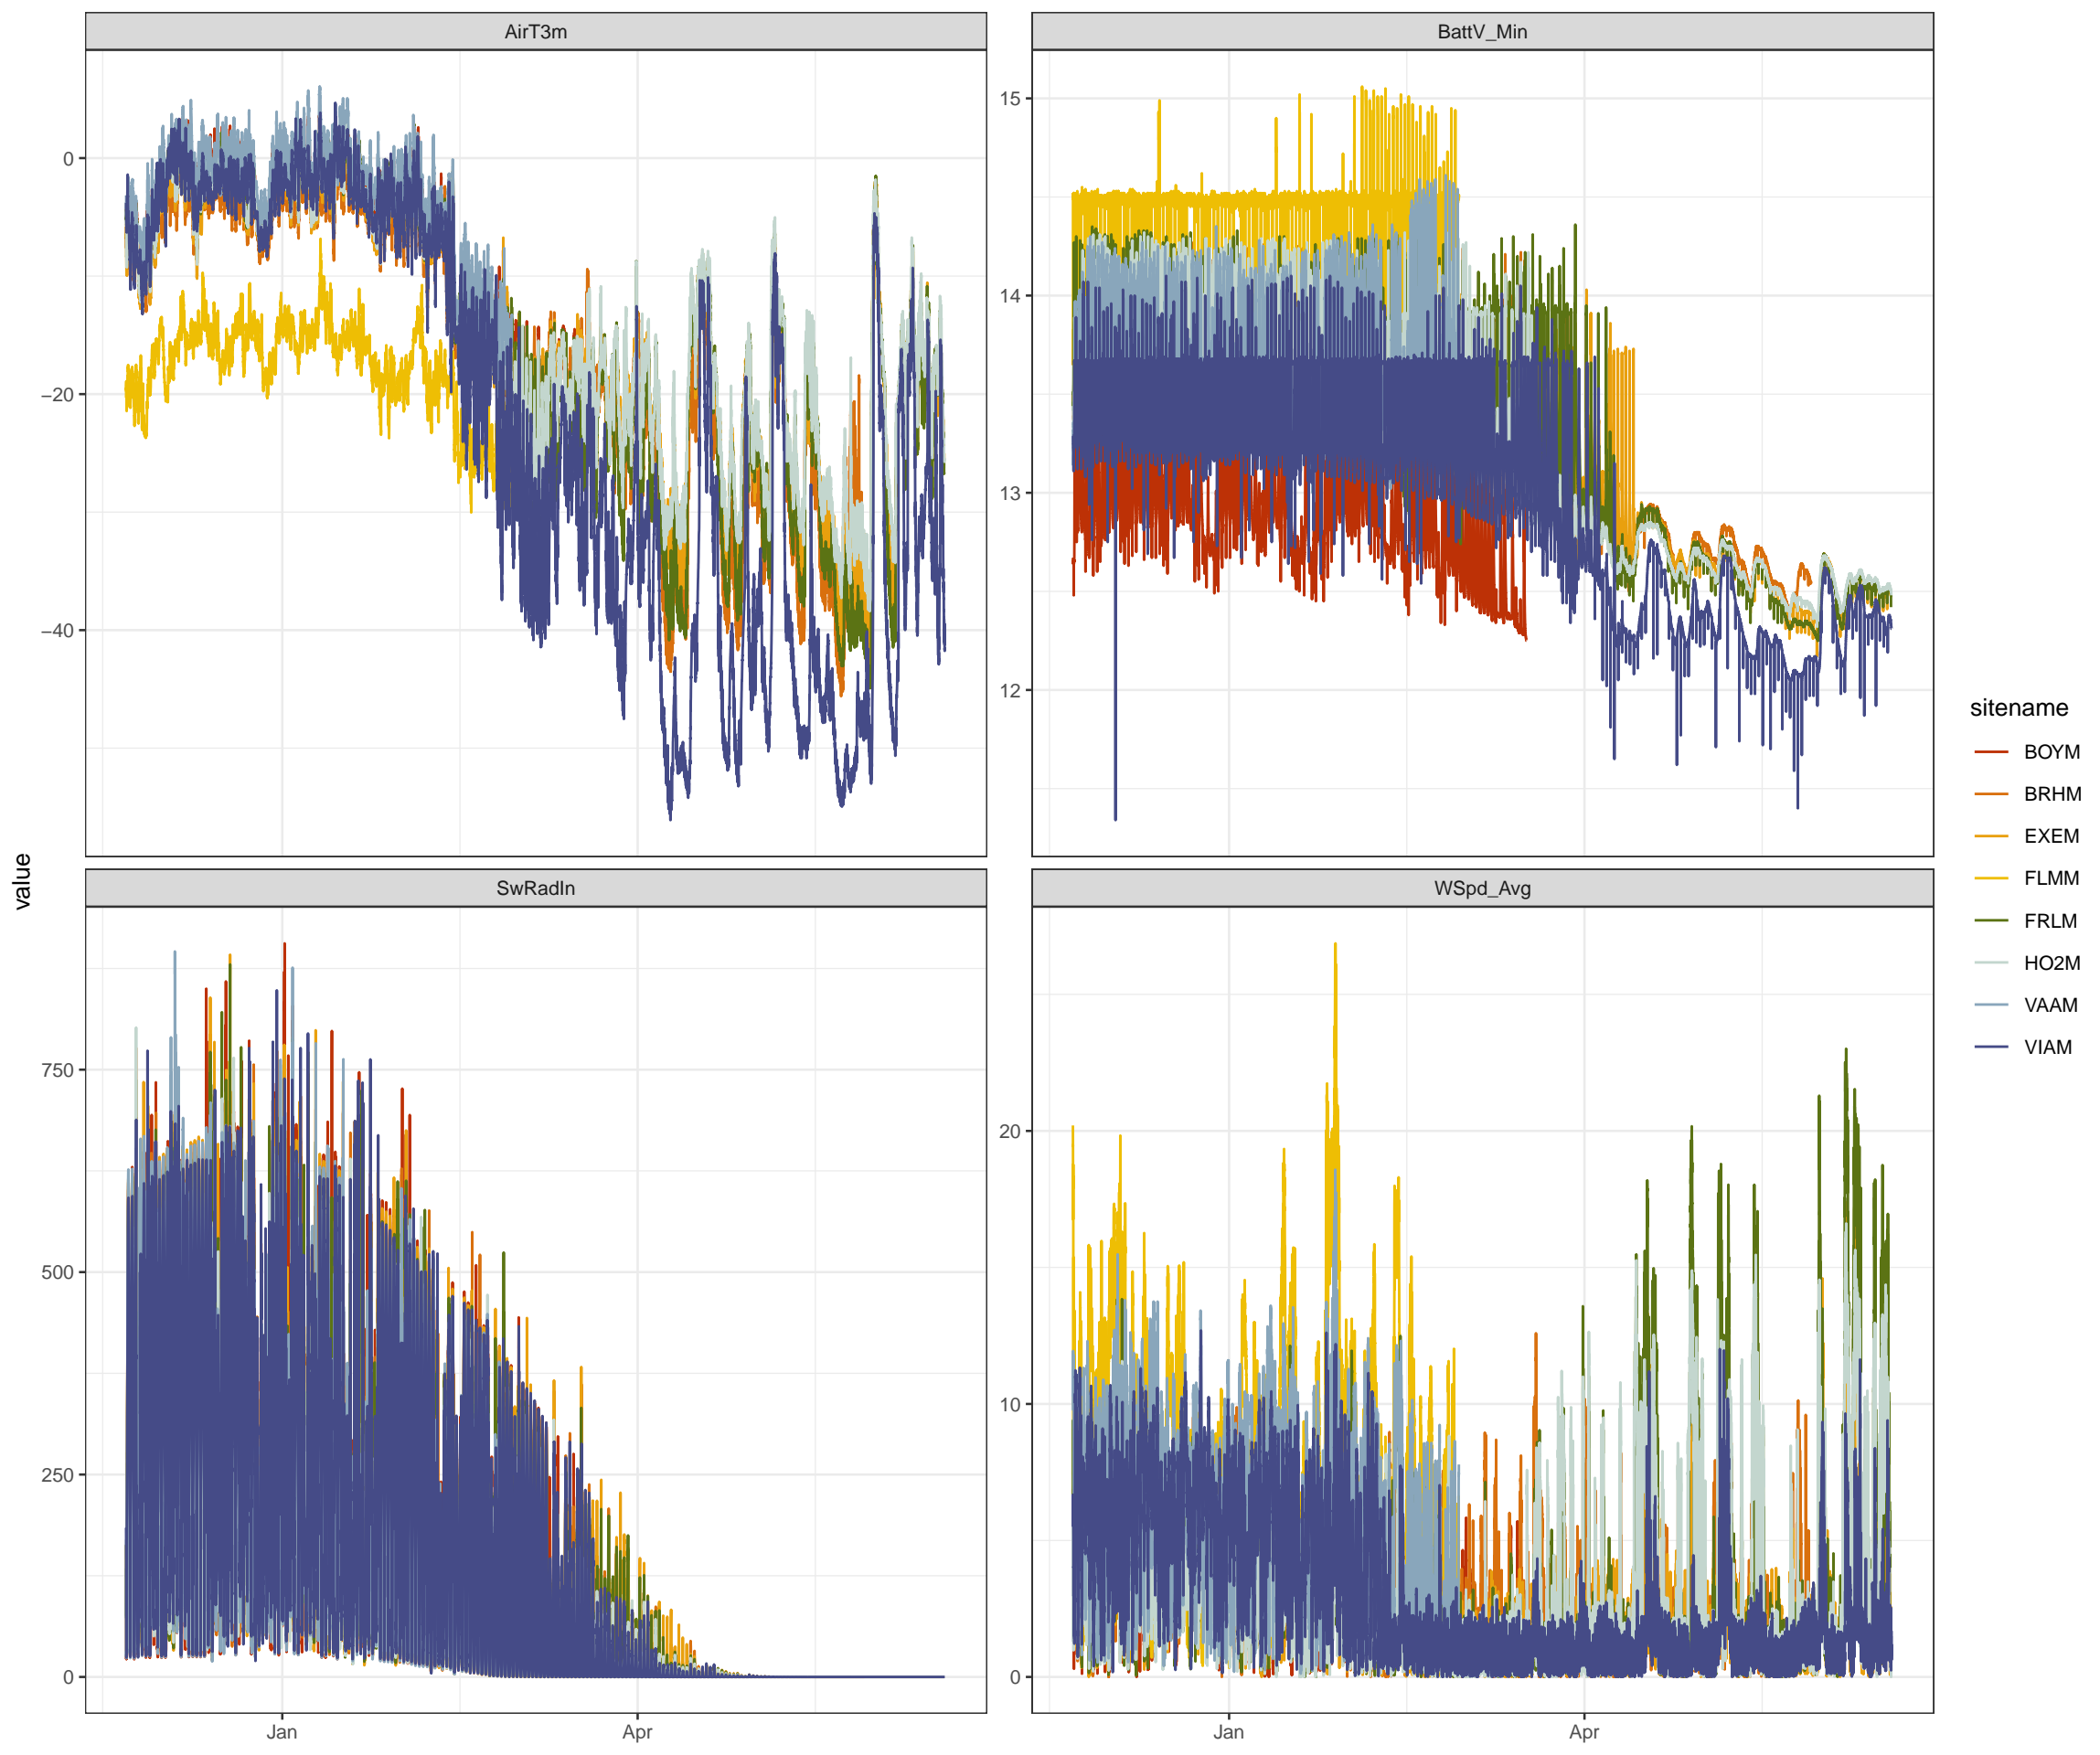 AirT3m
BattV_Min
0
−20
−40
15
14
13
12
SwRadIn
WSpd_Avg
750
500
250
0
20
10
0
Jan
Apr
Jan
Apr
value
sitename
BOYM
BRHM
EXEM
FLMM
FRLM
HO2M
VAAM
VIAM